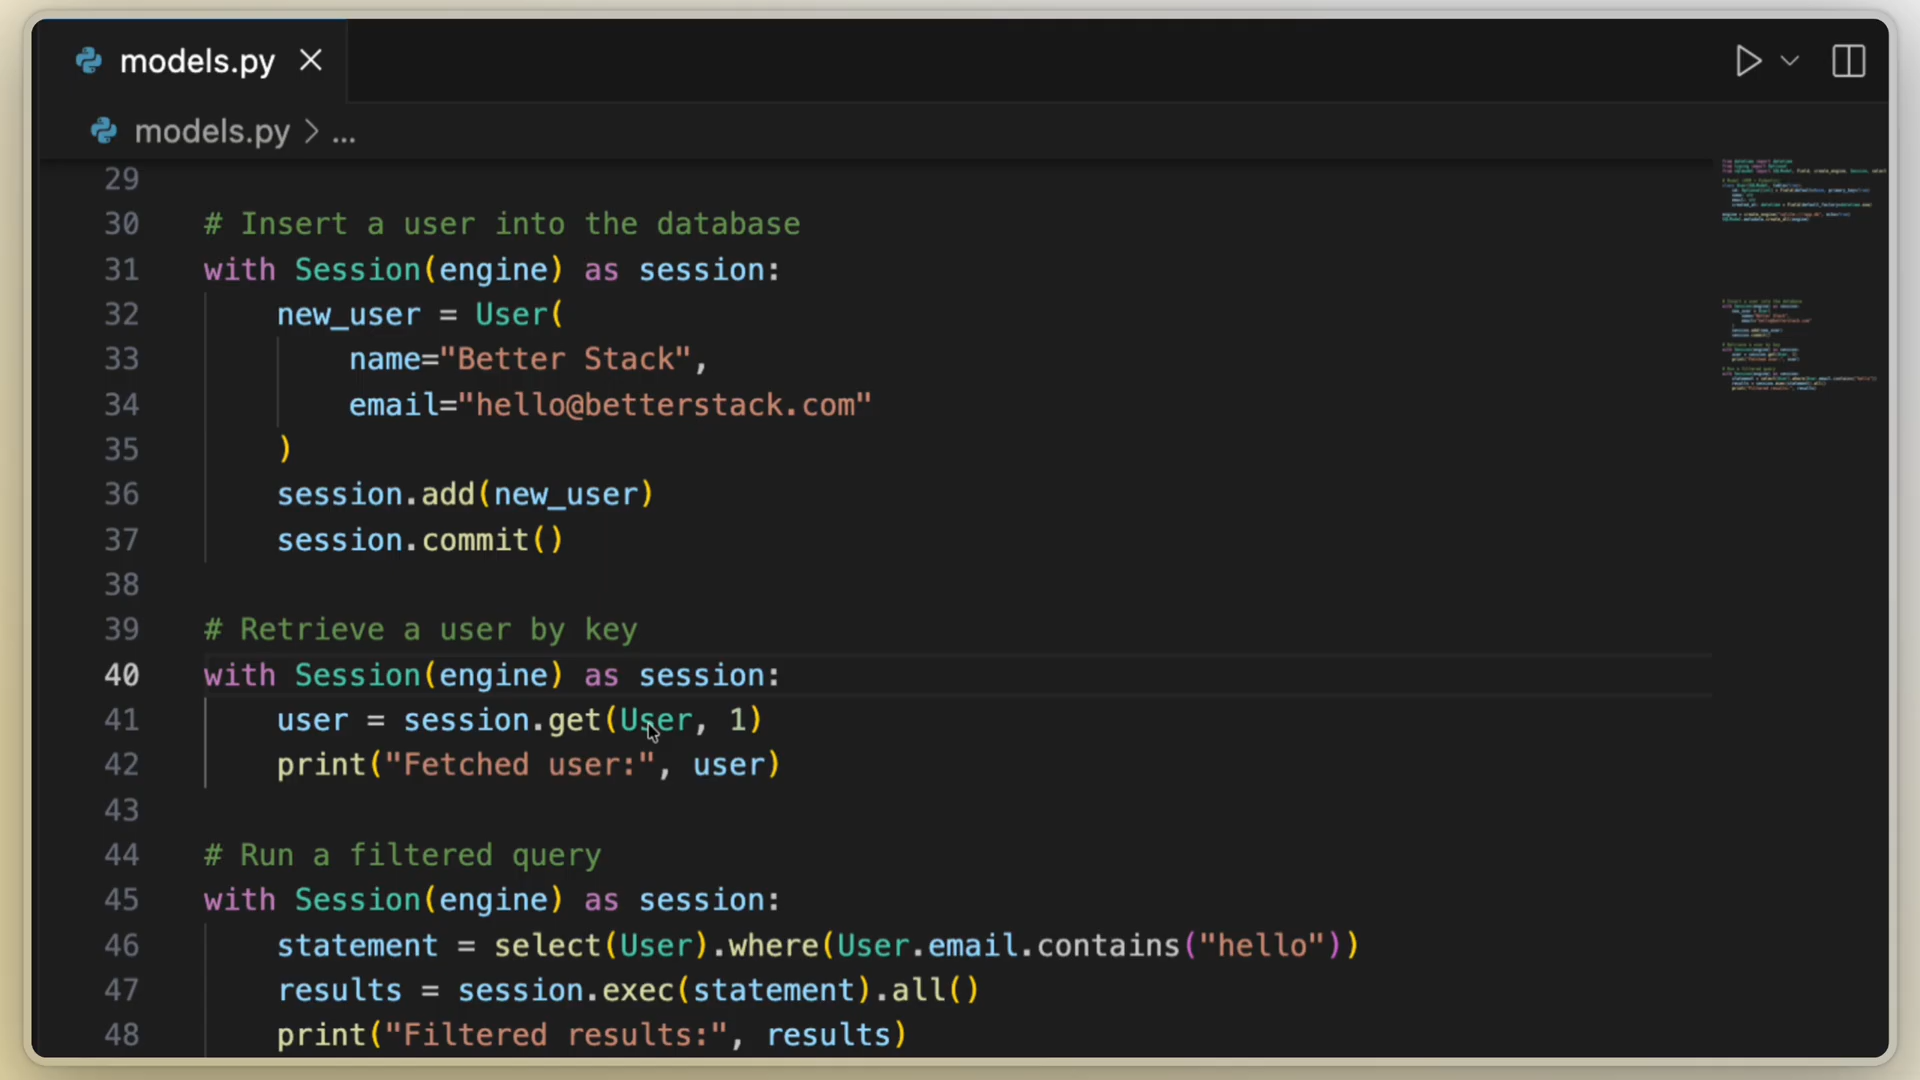 models.py
models.py > ...
29
30 # Insert a user into the database
31 with Session(engine) as session:
32     new_user = User(
33         name="Better Stack",
34         email="hello@betterstack.com"
35     )
36     session.add(new_user)
37     session.commit()
38
39 # Retrieve a user by key
40 with Session(engine) as session:
41     user = session.get(User, 1)
42     print("Fetched user:", user)
43
44 # Run a filtered query
45 with Session(engine) as session:
46     statement = select(User).where(User.email.contains("hello"))
47     results = session.exec(statement).all()
48     print("Filtered results:", results)